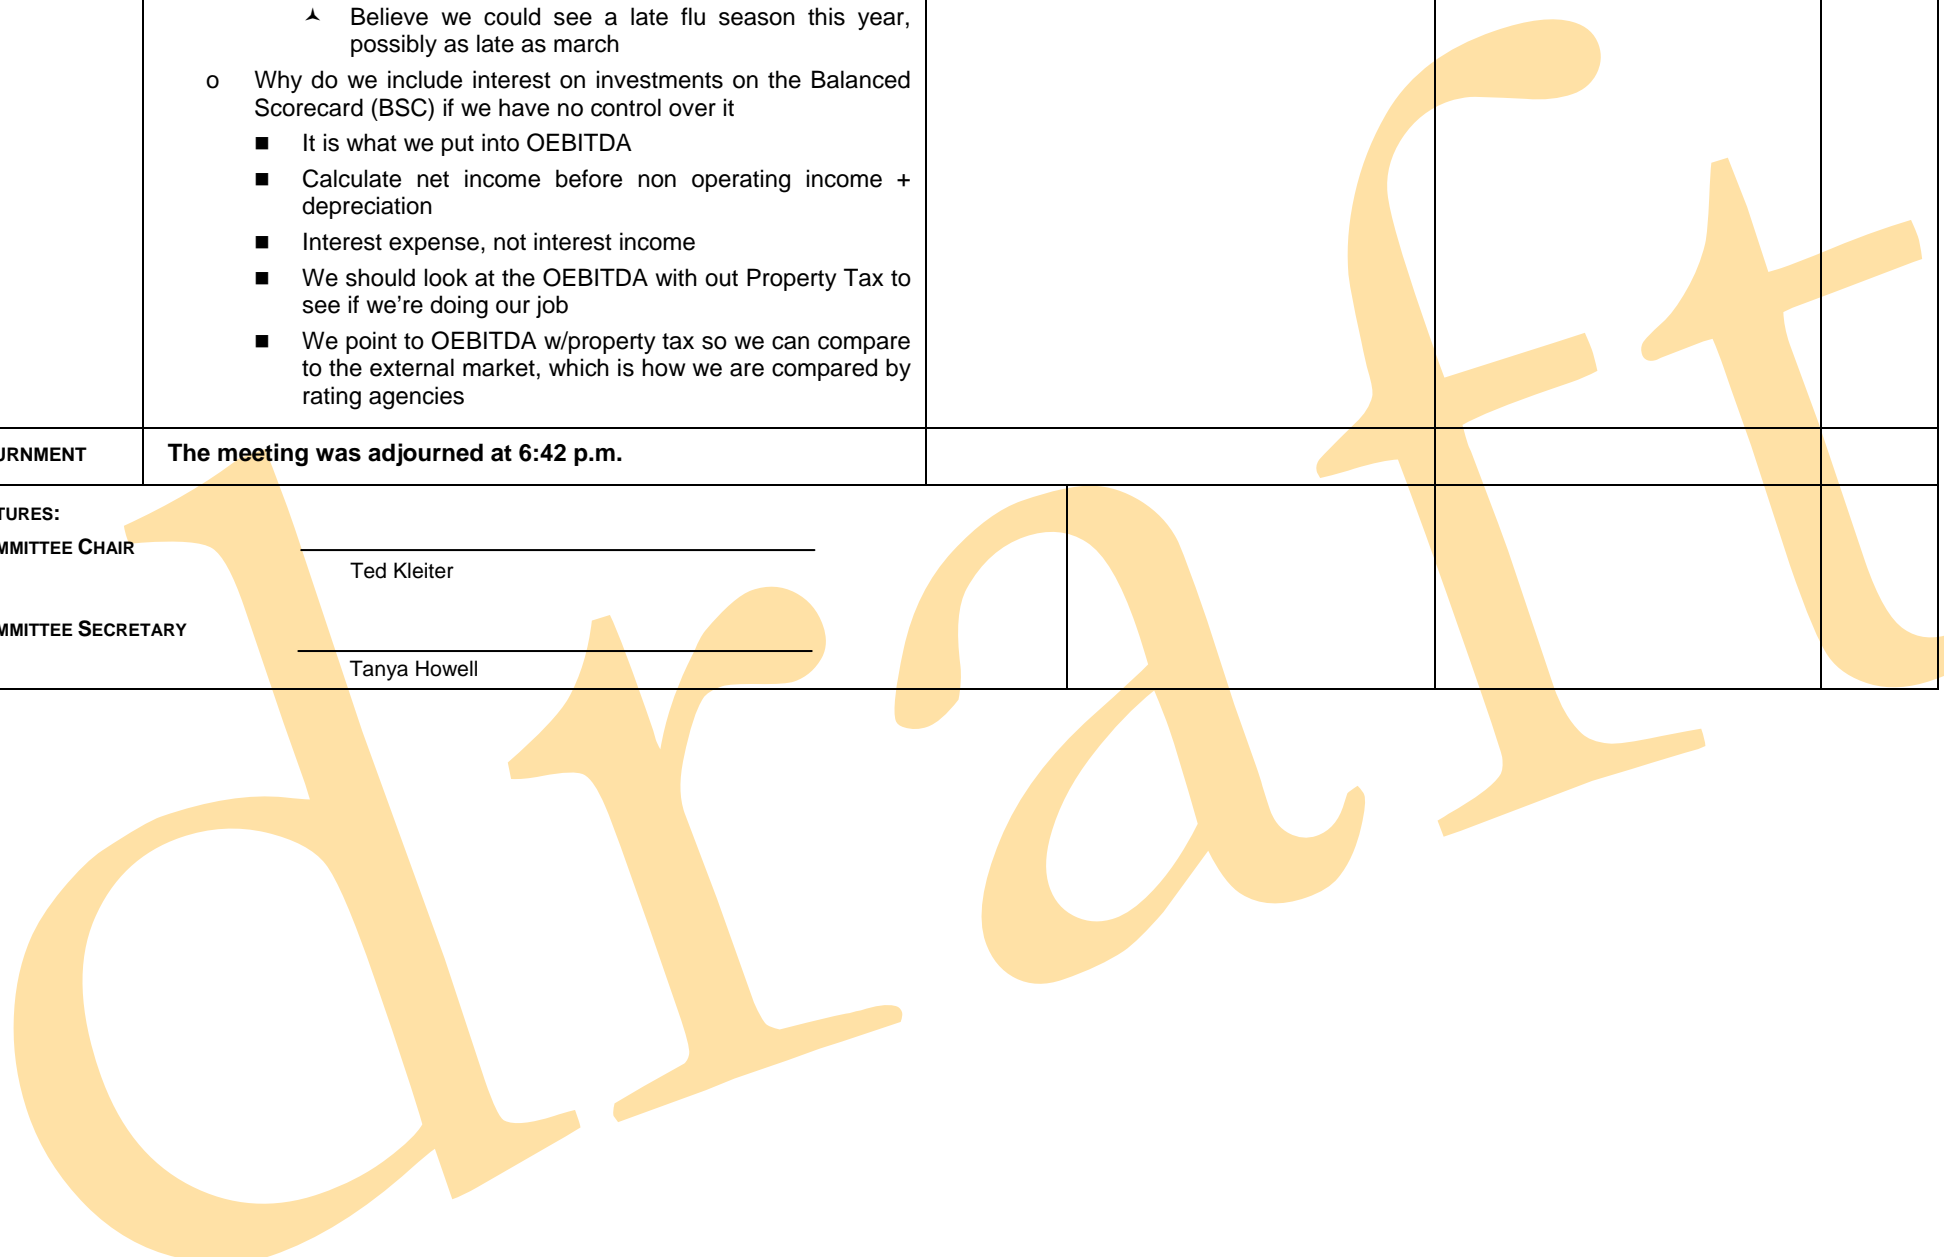 ⅄ Believe we could see a late flu season this year,
possibly as late as march
o Why do we include interest on investments on the Balanced
Scorecard (BSC) if we have no control over it
■ It is what we put into OEBITDA
■ Calculate net income before non operating income +
depreciation
■ Interest expense, not interest income
■ We should look at the OEBITDA with out Property Tax to
see if we're doing our job
■ We point to OEBITDA w/property tax so we can compare
to the external market, which is how we are compared by
rating agencies
URNMENT The meeting was adjourned at 6:42 p.m.
TURES:
MMITTEE CHAIR
Ted Kleiter
MMITTEE SECRETARY
Tanya Howell
draft